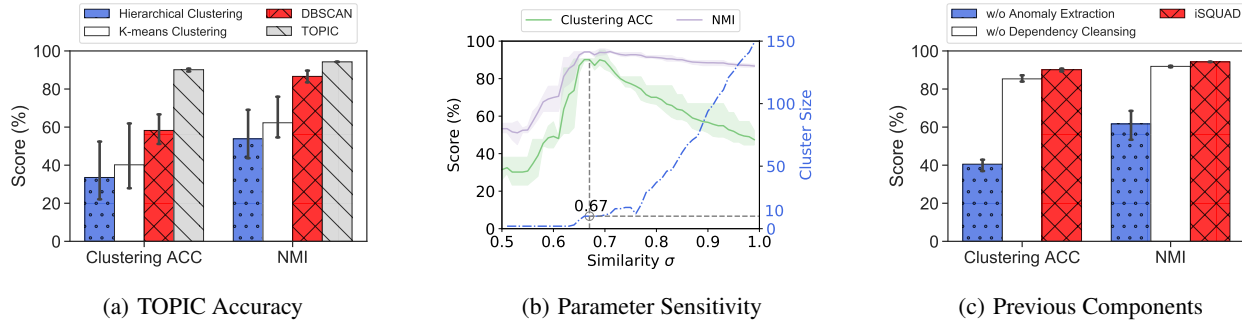 Hierarchical Clustering
K-means Clustering
DBSCAN
TOPIC
Score (%)
100
80
60
40
20
0
Clustering ACC
NMI
(a) TOPIC Accuracy
Clustering ACC
NMI
Score (%)
100
80
60
40
20
0
150
100
50
10
0
Cluster Size
0.67
0.5 0.6 0.7 0.8 0.9 1.0
Similarity σ
(b) Parameter Sensitivity
w/o Anomaly Extraction
w/o Dependency Cleansing
iSQUAD
Score (%)
100
80
60
40
20
0
Clustering ACC
NMI
(c) Previous Components